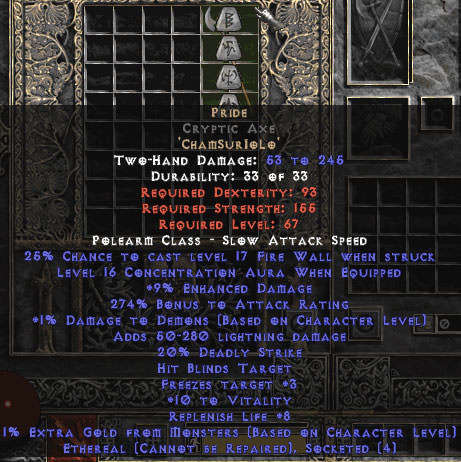 Pride
Cryptic Axe
'ChamSurIoLo'
Two-Hand Damage: 53 to 245
Durability: 33 of 33
Required Dexterity: 93
Required Strength: 155
Required Level: 67
Polearm Class - Slow Attack Speed
25% Chance to cast level 17 Fire Wall when struck
Level 16 Concentration Aura When Equipped
+9% Enhanced Damage
274% Bonus to Attack Rating
+1% Damage to Demons (Based on Character Level)
Adds 50-280 lightning damage
20% Deadly Strike
Hit Blinds Target
Freezes target +3
+10 to Vitality
Replenish Life +8
1% Extra Gold from Monsters (Based on Character Level)
Ethereal (Cannot be Repaired), Socketed (4)